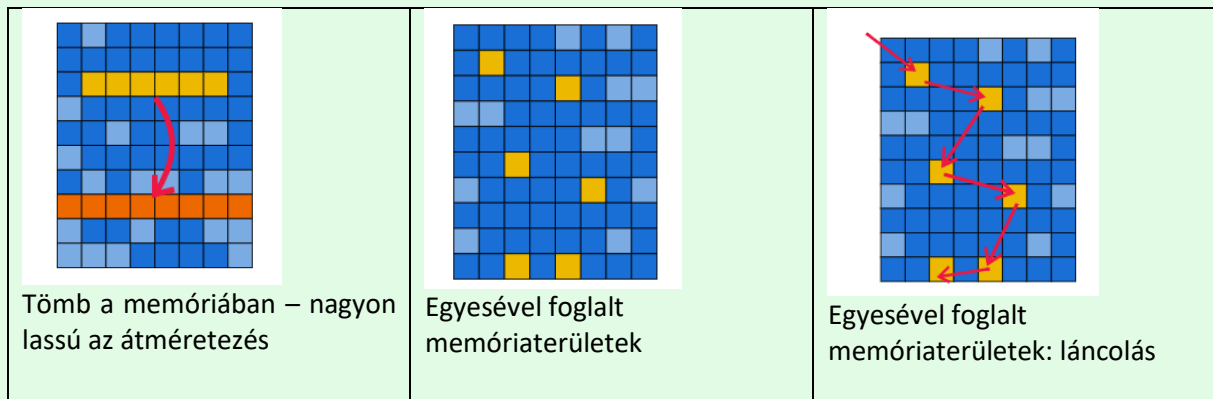 Tömb a memóriában – nagyon
lassú az átméretezés
Egyesével foglalt
memóriaterületek
Egyesével foglalt
memóriaterületek: láncolás